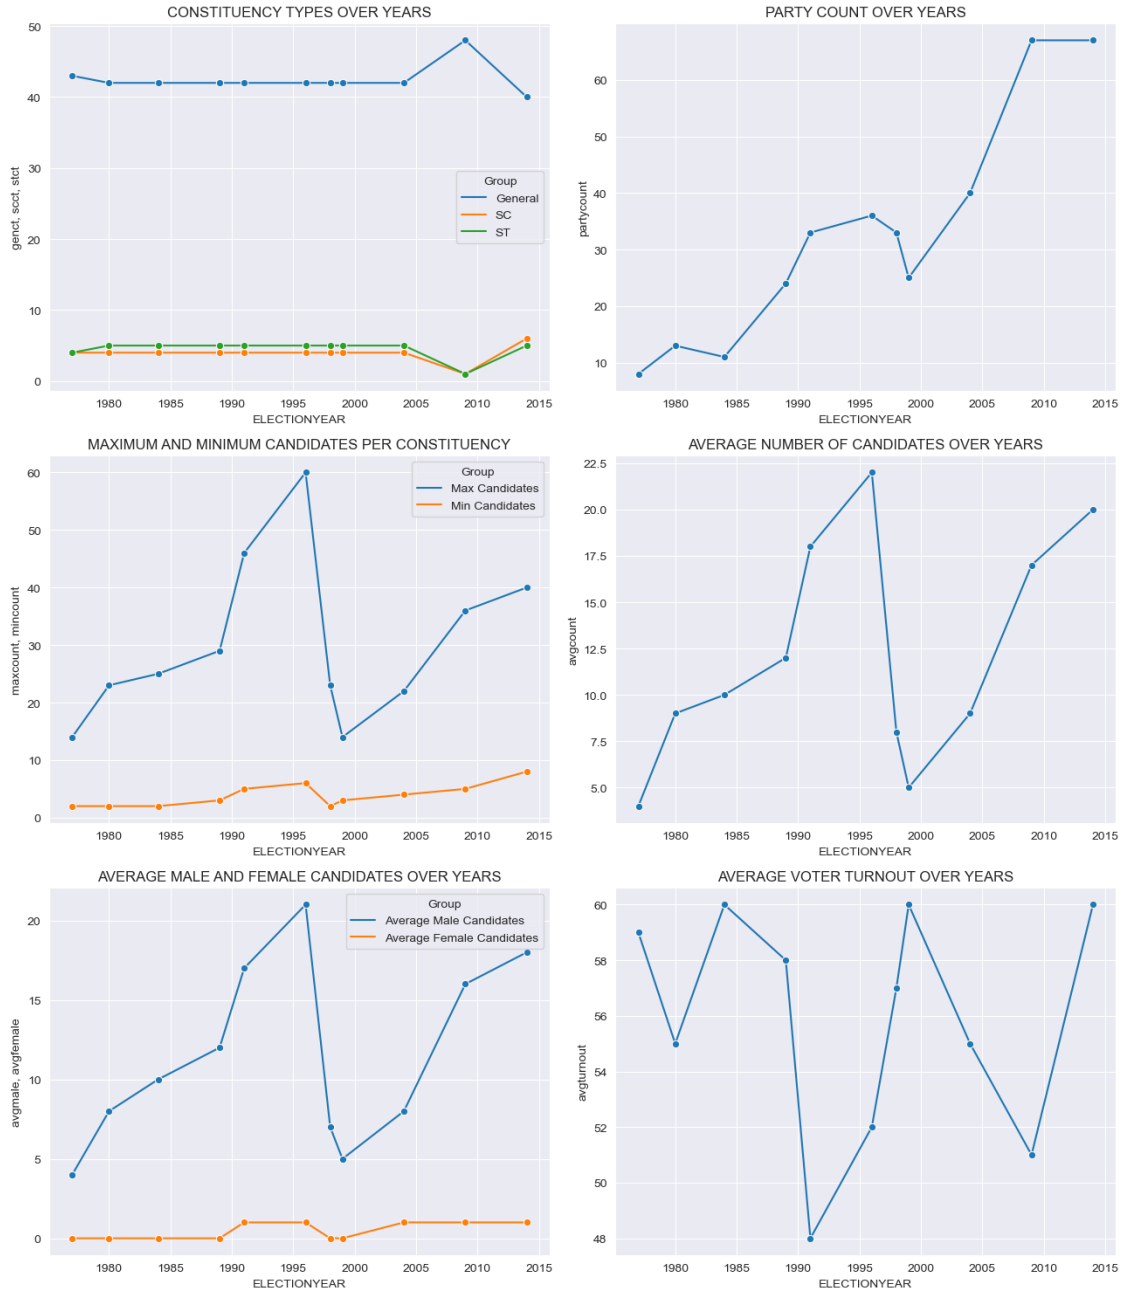 CONSTITUENCY TYPES OVER YEARS
50
40
30
20
10
0
genct, scct, stct
Group
General
SC
ST
1980 1985 1990 1995 2000 2005 2010 2015
ELECTIONYEAR
PARTY COUNT OVER YEARS
60
50
40
30
20
10
partycount
1980 1985 1990 1995 2000 2005 2010 2015
ELECTIONYEAR
MAXIMUM AND MINIMUM CANDIDATES PER CONSTITUENCY
60
50
40
30
20
10
0
maxcount, mincount
Group
Max Candidates
Min Candidates
1980 1985 1990 1995 2000 2005 2010 2015
ELECTIONYEAR
AVERAGE NUMBER OF CANDIDATES OVER YEARS
22.5
20.0
17.5
15.0
12.5
10.0
7.5
5.0
avgcount
1980 1985 1990 1995 2000 2005 2010 2015
ELECTIONYEAR
AVERAGE MALE AND FEMALE CANDIDATES OVER YEARS
20
15
10
5
0
avgmale, avgfemale
Group
Average Male Candidates
Average Female Candidates
1980 1985 1990 1995 2000 2005 2010 2015
ELECTIONYEAR
AVERAGE VOTER TURNOUT OVER YEARS
60
58
56
54
52
50
48
avgturnout
1980 1985 1990 1995 2000 2005 2010 2015
ELECTIONYEAR